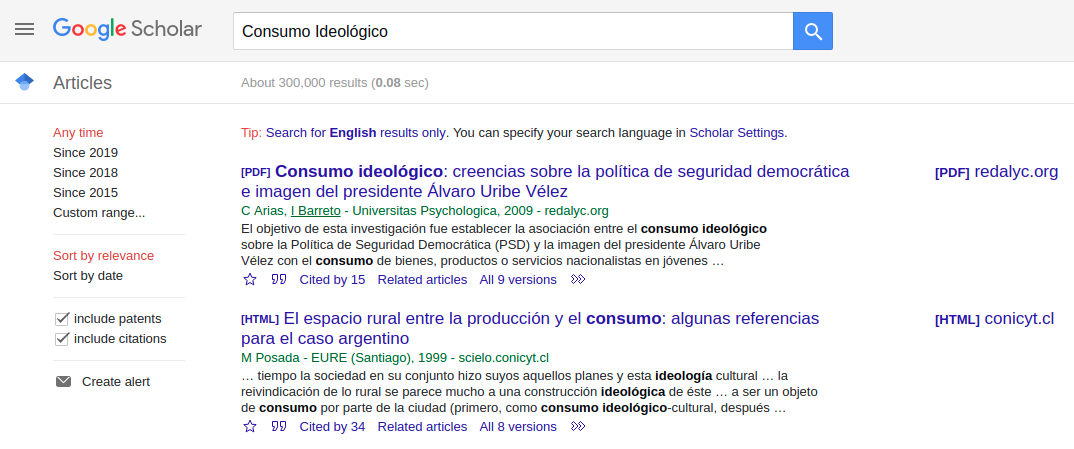 Google Scholar
Consumo Ideológico
Articles
About 300,000 results (0.08 sec)
Any time
Since 2019
Since 2018
Since 2015
Custom range...
Sort by relevance
Sort by date
include patents
include citations
Create alert
Tip: Search for English results only. You can specify your search language in Scholar Settings.
[PDF] Consumo ideológico: creencias sobre la política de seguridad democrática
e imagen del presidente Álvaro Uribe Vélez
C Arias, I Barreto - Universitas Psychologica, 2009 - redalyc.org
El objetivo de esta investigación fue establecer la asociación entre el consumo ideológico
sobre la Política de Seguridad Democrática (PSD) y la imagen del presidente Álvaro Uribe
Vélez con el consumo de bienes, productos o servicios nacionalistas en jóvenes …
Cited by 15 Related articles All 9 versions
[PDF] redalyc.org
[HTML] El espacio rural entre la producción y el consumo: algunas referencias
para el caso argentino
M Posada - EURE (Santiago), 1999 - scielo.conicyt.cl
… tiempo la sociedad en su conjunto hizo suyos aquellos planes y esta ideología cultural … la
reivindicación de lo rural se parece mucho a una construcción ideológica de éste … a ser un objeto
de consumo por parte de la ciudad (primero, como consumo ideológico-cultural, después …
Cited by 34 Related articles All 8 versions
[HTML] conicyt.cl